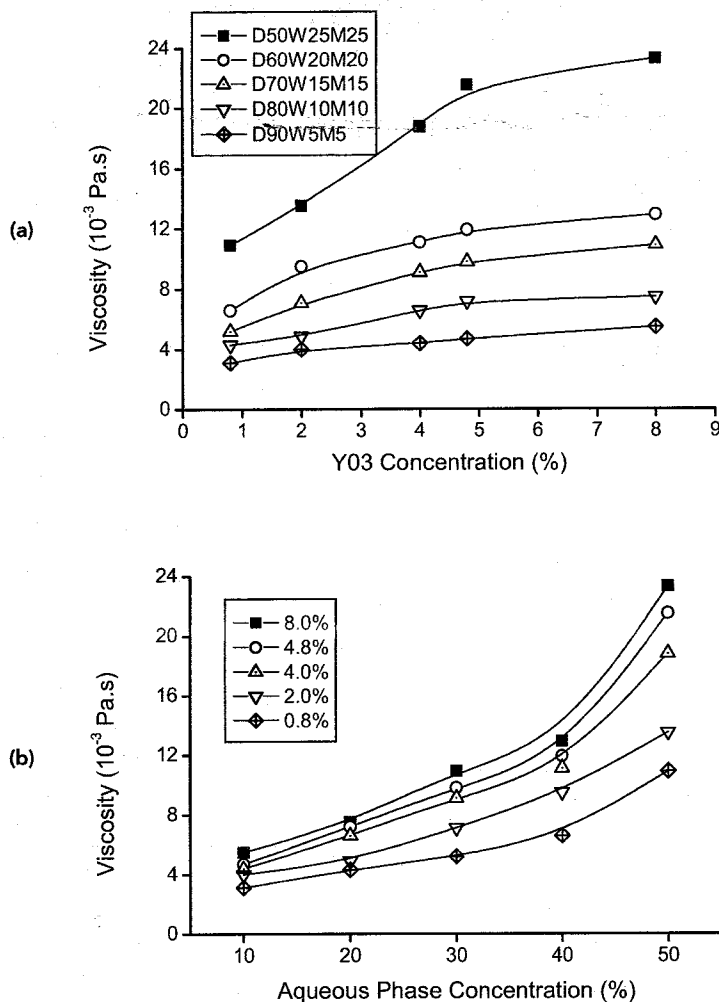 D50W25M25
D60W20M20
D70W15M15
D80W10M10
D90W5M5
24
20
16
12
8
4
0
Viscosity (10⁻³ Pa.s)
(a)
0 1 2 3 4 5 6 7 8 9
Y03 Concentration (%)
8.0%
4.8%
4.0%
2.0%
0.8%
24
20
16
12
8
4
0
Viscosity (10⁻³ Pa.s)
(b)
10 20 30 40 50
Aqueous Phase Concentration (%)